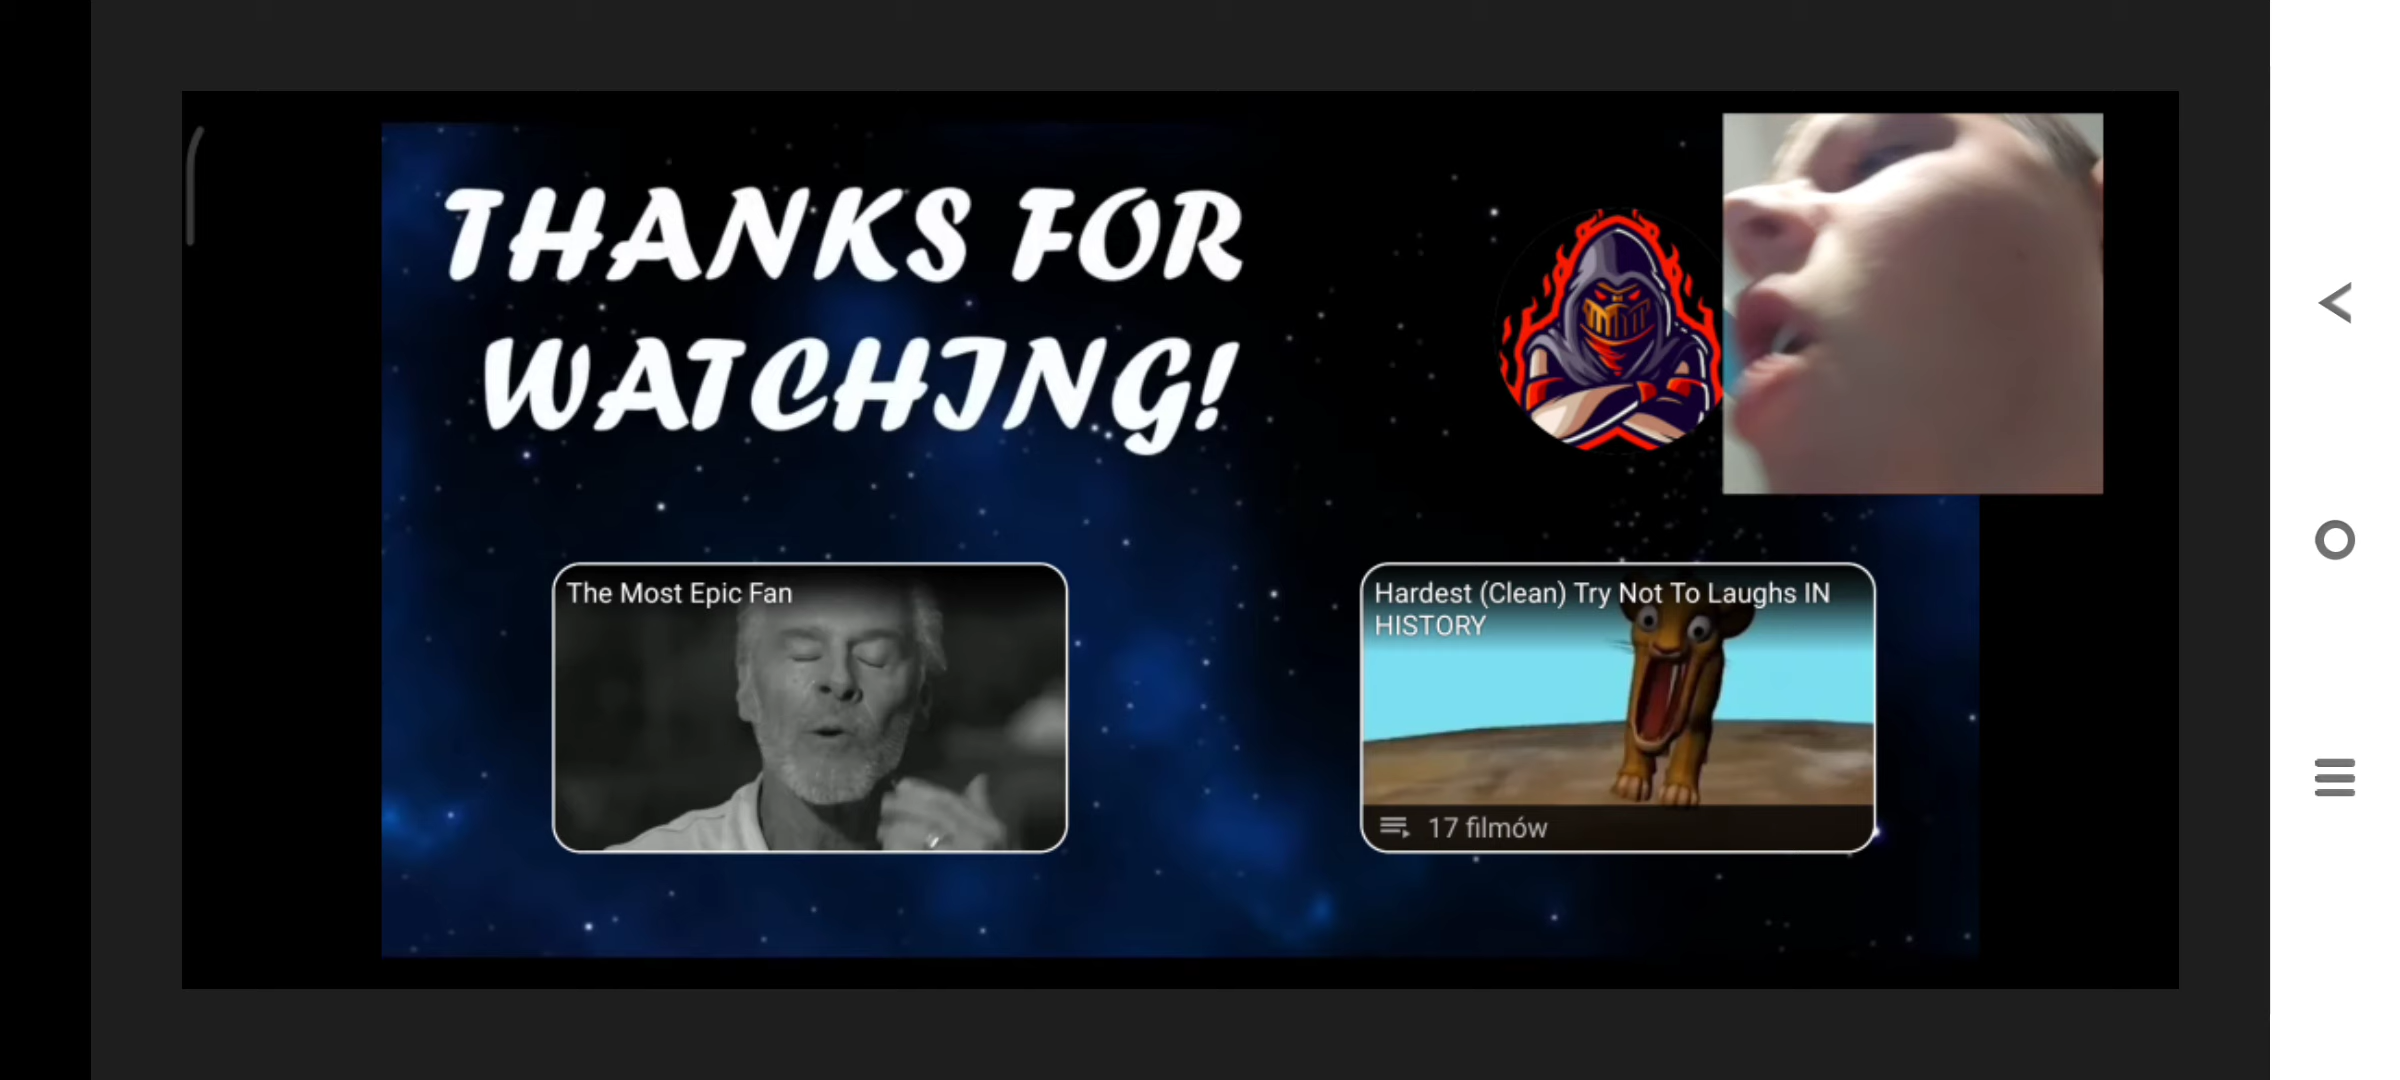 THANKS FOR
WATCHING!
The Most Epic Fan
Hardest (Clean) Try Not To Laughs IN
HISTORY
17 filmów